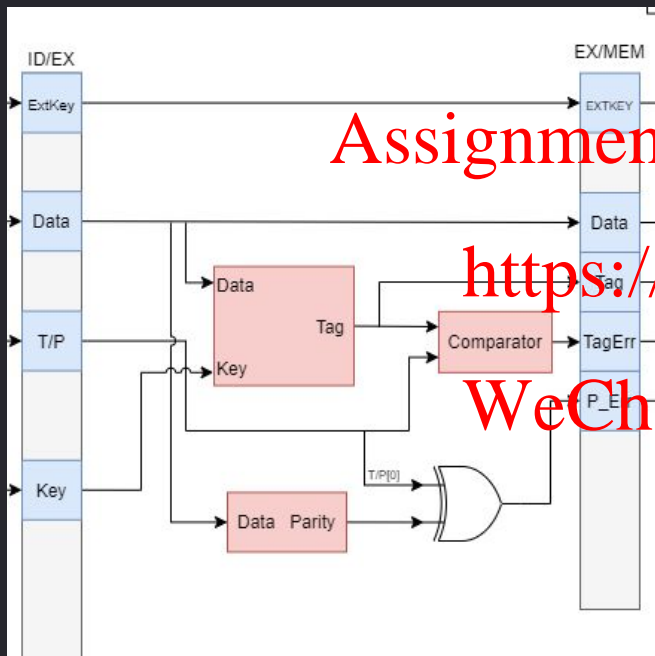 ID/EX
EX/MEM
ExtKey
EXTKEY
Assignmen
Data
Data
Data
https:/
Tag
Tag
T/P
Comparator
TagErr
Key
WeCh
Key
T/P[0]
Data Parity